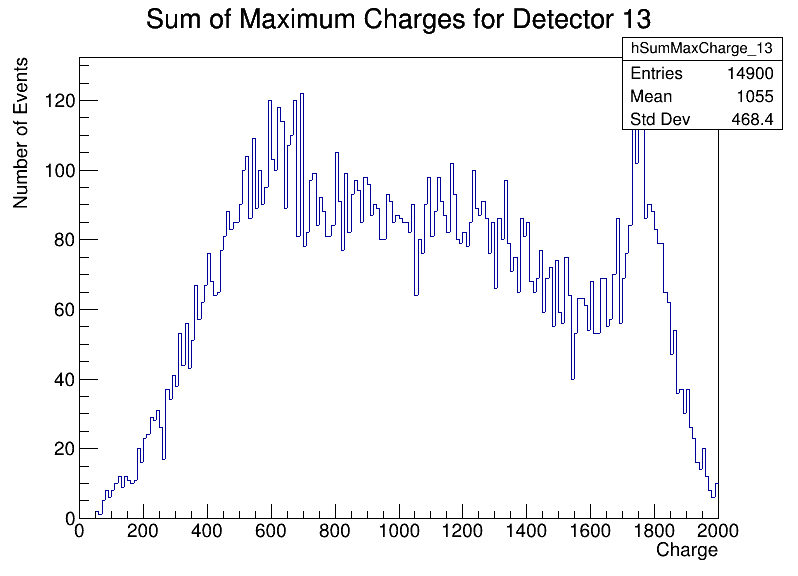 Sum of Maximum Charges for Detector 13
hSumMaxCharge_13
Entries 14900
Mean 1055
Std Dev 468.4
Number of Events
120
100
80
60
40
20
0
0 200 400 600 800 1000 1200 1400 1600 1800 2000
Charge